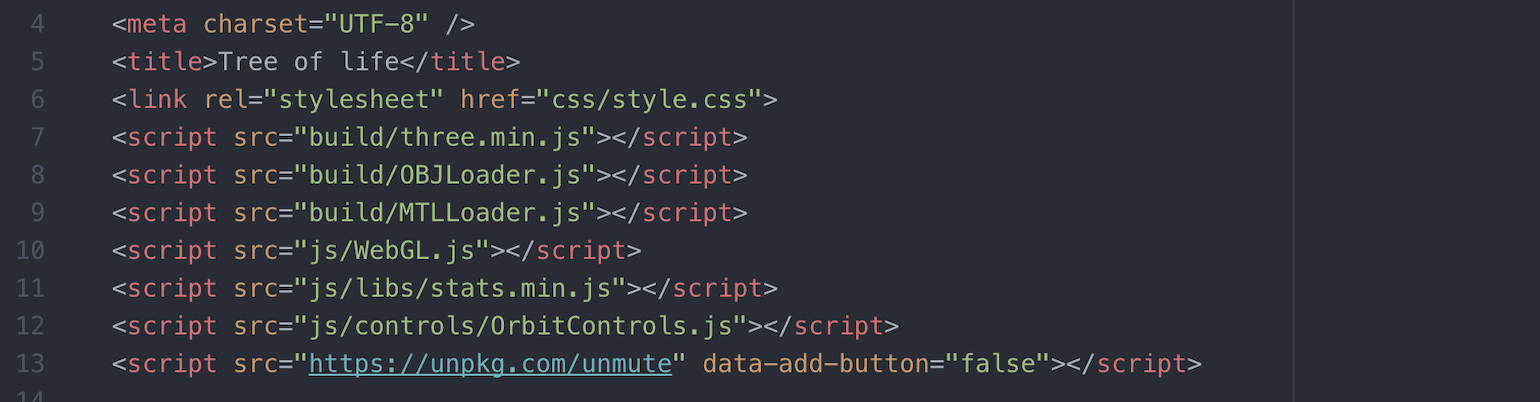 4 <meta charset="UTF-8" />
5 <title>Tree of life</title>
6 <link rel="stylesheet" href="css/style.css">
7 <script src="build/three.min.js"></script>
8 <script src="build/OBJLoader.js"></script>
9 <script src="build/MTLLoader.js"></script>
10 <script src="js/WebGL.js"></script>
11 <script src="js/libs/stats.min.js"></script>
12 <script src="js/controls/OrbitControls.js"></script>
13 <script src="https://unpkg.com/unmute" data-add-button="false"></script>
14